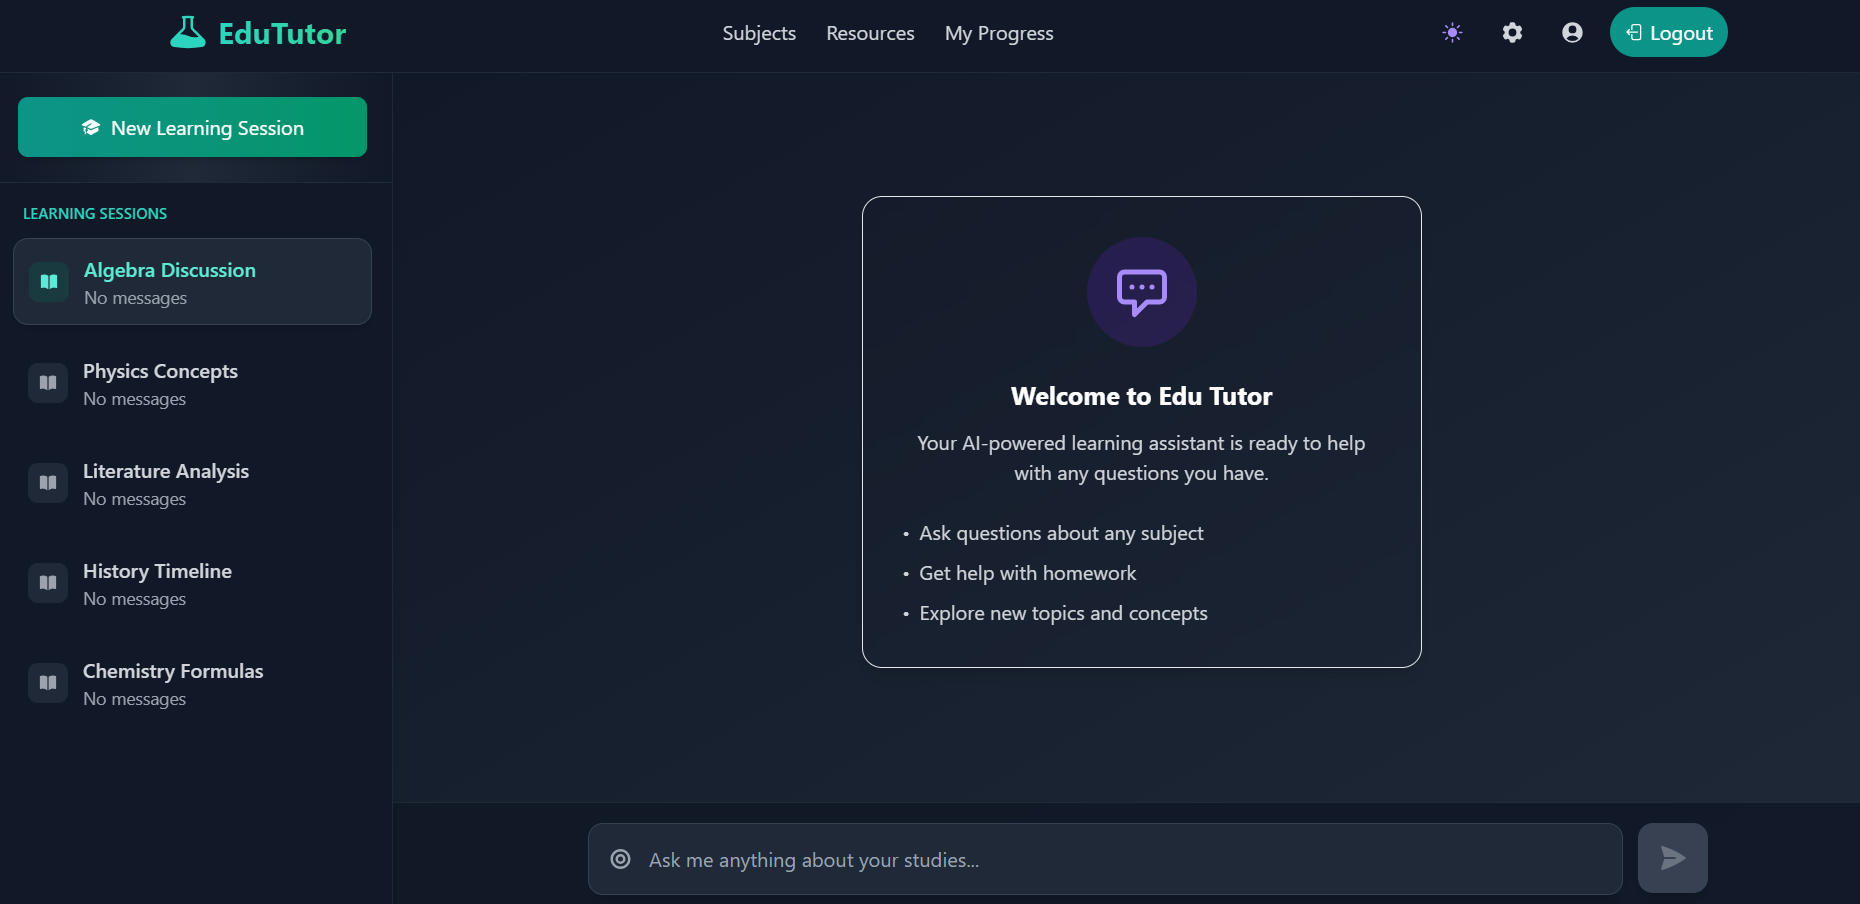 EduTutor
Subjects
Resources
My Progress
Logout
New Learning Session
LEARNING SESSIONS
Algebra Discussion
No messages
Physics Concepts
No messages
Literature Analysis
No messages
History Timeline
No messages
Chemistry Formulas
No messages
Welcome to Edu Tutor
Your AI-powered learning assistant is ready to help
with any questions you have.
• Ask questions about any subject
• Get help with homework
• Explore new topics and concepts
Ask me anything about your studies...